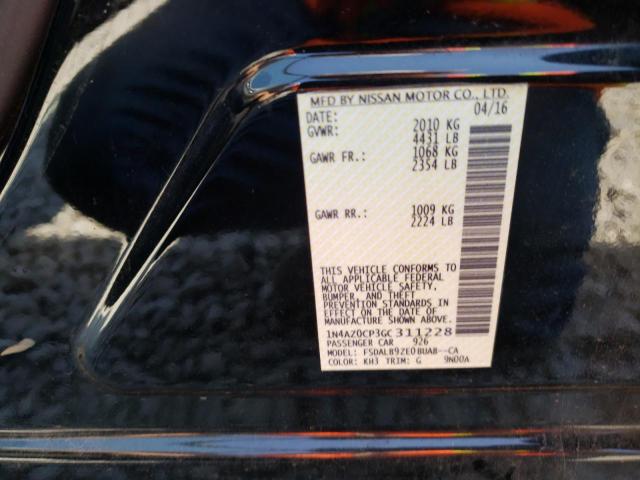 MFD BY NISSAN MOTOR CO., LTD.
DATE: 04/16
GVWR: 2010 KG
4431 LB
GAWR FR.: 1068 KG
2354 LB
GAWR RR.: 1009 KG
2224 LB
THIS VEHICLE CONFORMS TO
ALL APPLICABLE FEDERAL
MOTOR VEHICLE SAFETY,
BUMPER, AND THEFT
PREVENTION STANDARDS IN
EFFECT ON THE DATE OF
MANUFACTURE SHOWN ABOVE.
1N4AZ0CP3GC311228
PASSENGER CAR 926
MODEL: FSDALB9ZE0BUAB--CA
COLOR: KH3 TRIM: G 9N00A